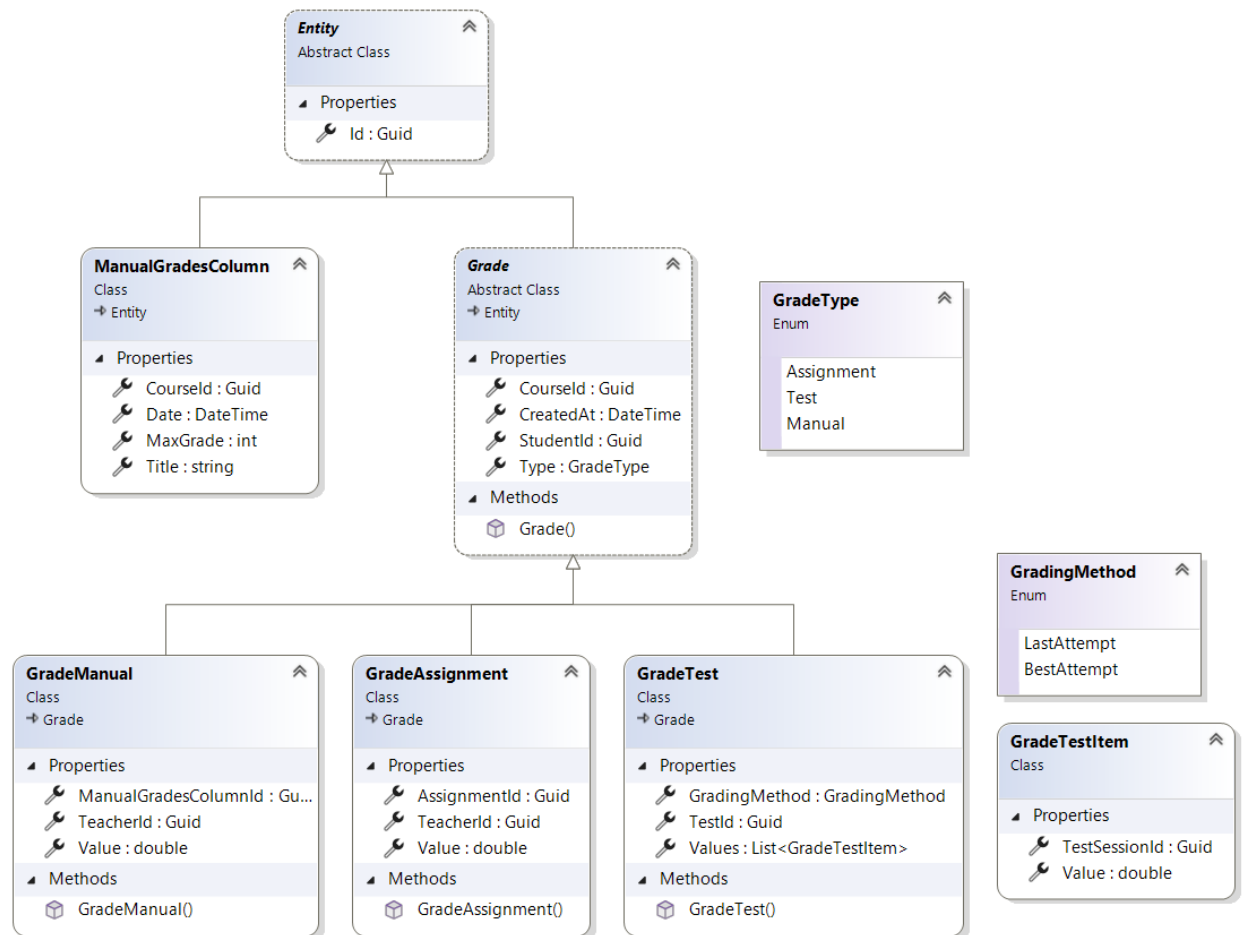 Entity
Abstract Class
Properties
Id : Guid
ManualGradesColumn
Class
Entity
Properties
CourseId : Guid
Date : DateTime
MaxGrade : int
Title : string
Grade
Abstract Class
Entity
Properties
CourseId : Guid
CreatedAt : DateTime
StudentId : Guid
Type : GradeType
Methods
Grade()
GradeType
Enum
Assignment
Test
Manual
GradingMethod
Enum
LastAttempt
BestAttempt
GradeManual
Class
Grade
Properties
ManualGradesColumnId : Gu...
TeacherId : Guid
Value : double
Methods
GradeManual()
GradeAssignment
Class
Grade
Properties
AssignmentId : Guid
TeacherId : Guid
Value : double
Methods
GradeAssignment()
GradeTest
Class
Grade
Properties
GradingMethod : GradingMethod
TestId : Guid
Values : List<GradeTestItem>
Methods
GradeTest()
GradeTestItem
Class
Properties
TestSessionId : Guid
Value : double